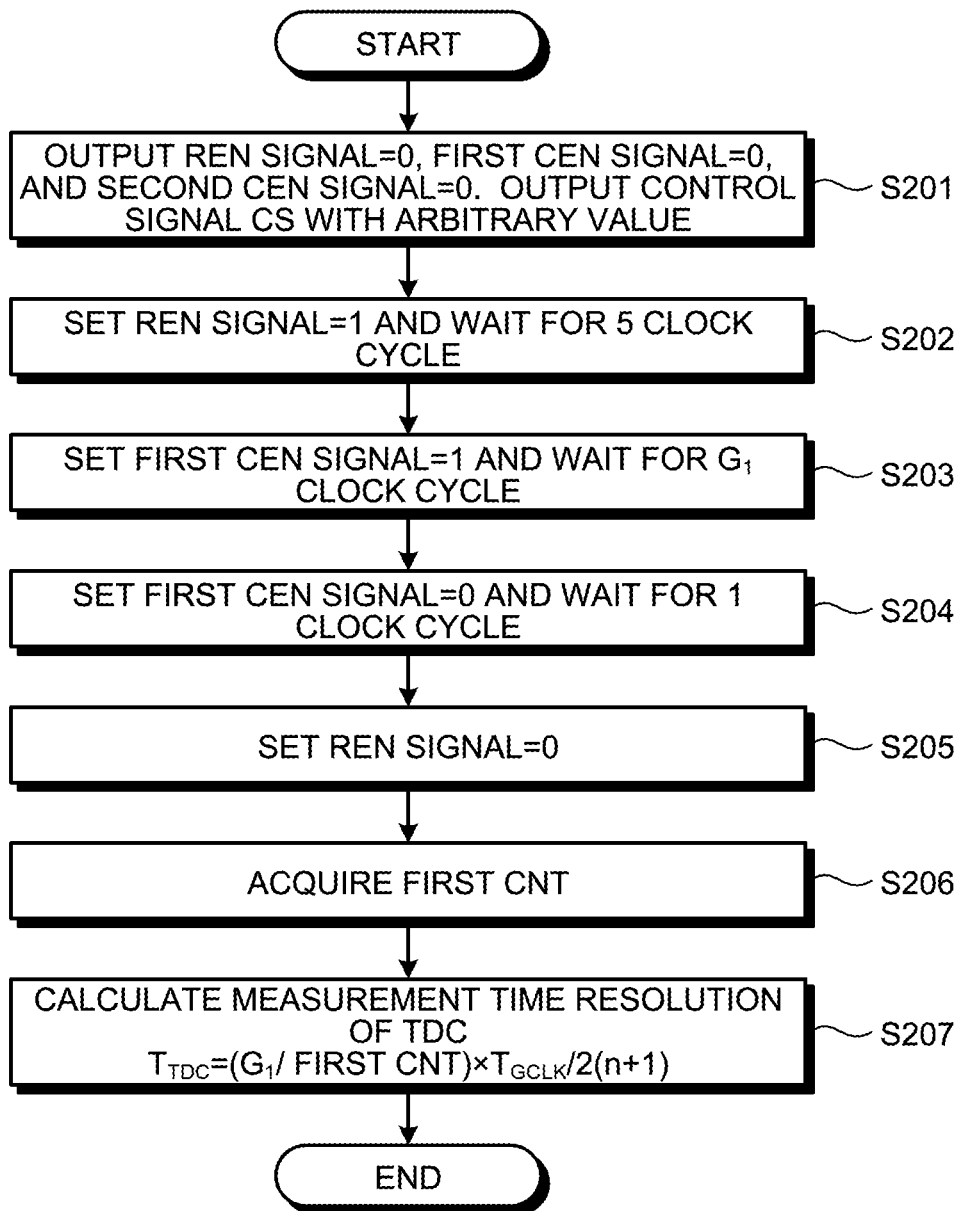 START
OUTPUT REN SIGNAL=0, FIRST CEN SIGNAL=0,
AND SECOND CEN SIGNAL=0. OUTPUT CONTROL
SIGNAL CS WITH ARBITRARY VALUE
S201
SET REN SIGNAL=1 AND WAIT FOR 5 CLOCK
CYCLE
S202
SET FIRST CEN SIGNAL=1 AND WAIT FOR G₁
CLOCK CYCLE
S203
SET FIRST CEN SIGNAL=0 AND WAIT FOR 1
CLOCK CYCLE
S204
SET REN SIGNAL=0
S205
ACQUIRE FIRST CNT
S206
CALCULATE MEASUREMENT TIME RESOLUTION
OF TDC
T_TDC=(G₁/ FIRST CNT)×T_GCLK/2(n+1)
S207
END